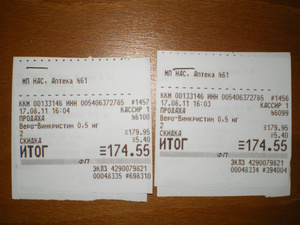 МП НАС. Аптека №61
ККМ 00133146 ИНН 005406372785 #1457
17.08.11 16:04 КАССИР 1
ПРОДАЖА №6100
Веро-Винкристин 0.5 мг
2 ≡179.95
СКИДКА ≡5.40
ИТОГ ≡174.55
ФП
ЭКЛЗ 4290079821
00048335 #698310
МП НАС. Аптека №61
ККМ 00133146 ИНН 005406372785 #1456
17.08.11 16:03 КАССИР 1
ПРОДАЖА №6099
Веро-Винкристин 0.5 мг
2 ≡179.95
СКИДКА ≡5.40
ИТОГ ≡174.55
ФП
ЭКЛЗ 4290079821
00048334 #394004